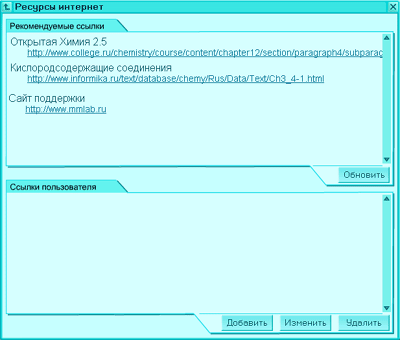 Ресурсы интернет
Рекомендуемые ссылки
Открытая Химия 2.5
http://www.college.ru/chemistry/course/content/chapter12/section/paragraph4/subparag
Кислородсодержащие соединения
http://www.informika.ru/text/database/chemy/Rus/Data/Text/Ch3_4-1.html
Сайт поддержки
http://www.mmlab.ru
Обновить
Ссылки пользователя
Добавить Изменить Удалить